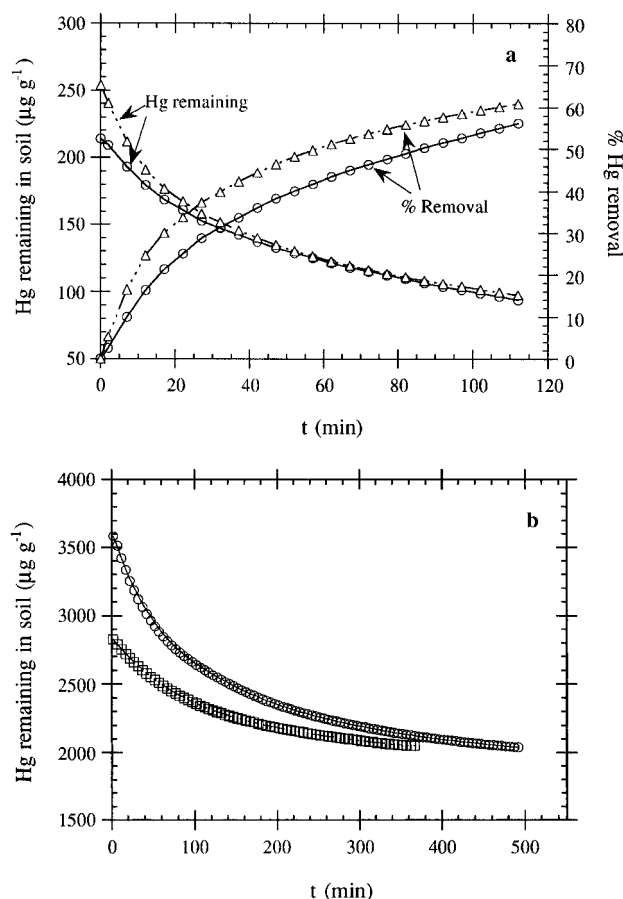 300
250
200
150
100
50
Hg remaining in soil (μg g⁻¹)
a
Hg remaining
% Removal
80
70
60
50
40
30
20
10
0
% Hg removal
0 20 40 60 80 100 120
t (min)
4000
3500
3000
2500
2000
1500
Hg remaining in soil (μg g⁻¹)
b
0 100 200 300 400 500
t (min)